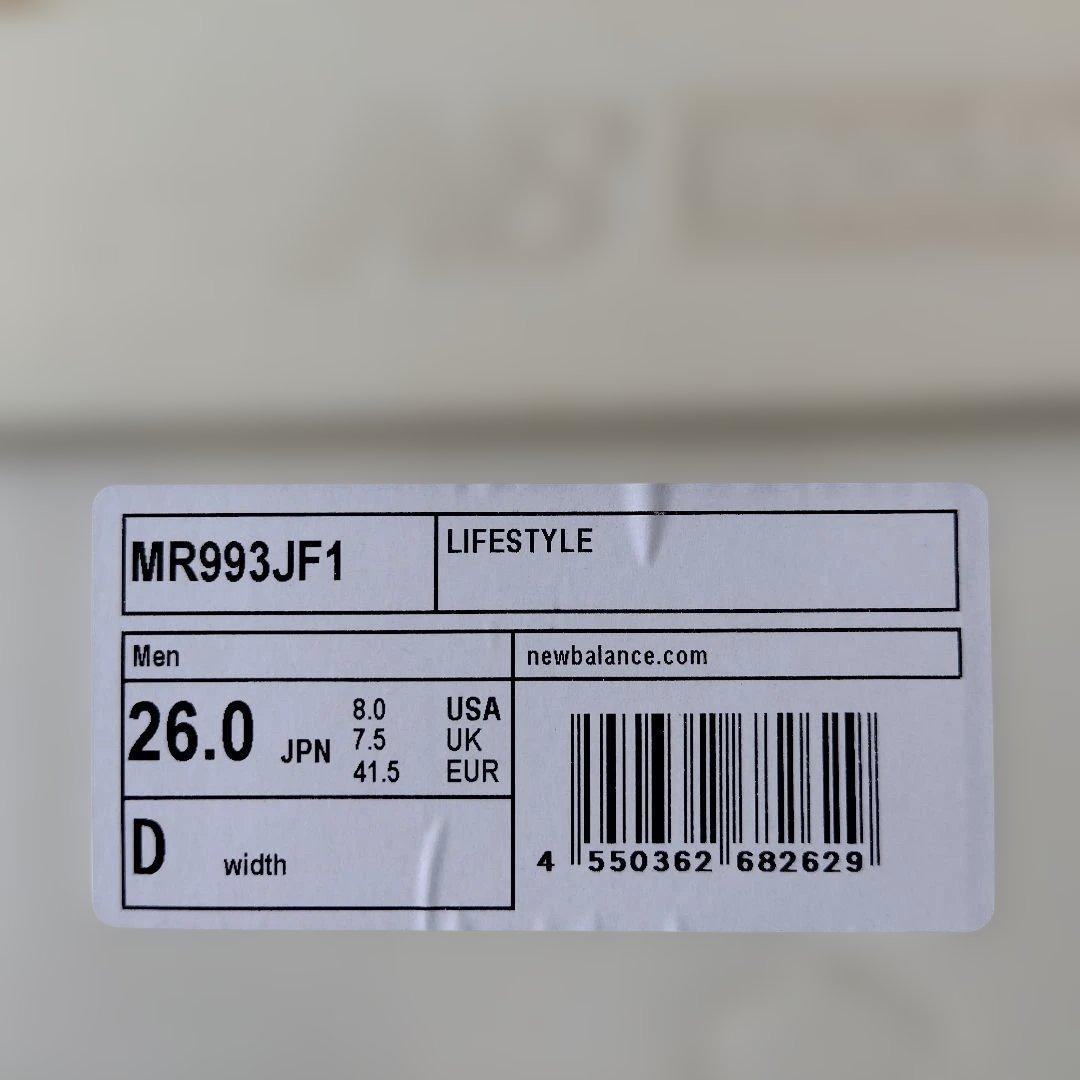 MR993JF1
LIFESTYLE
Men
newbalance.com
26.0 JPN
8.0 USA
7.5 UK
41.5 EUR
D width
4 550362 682629